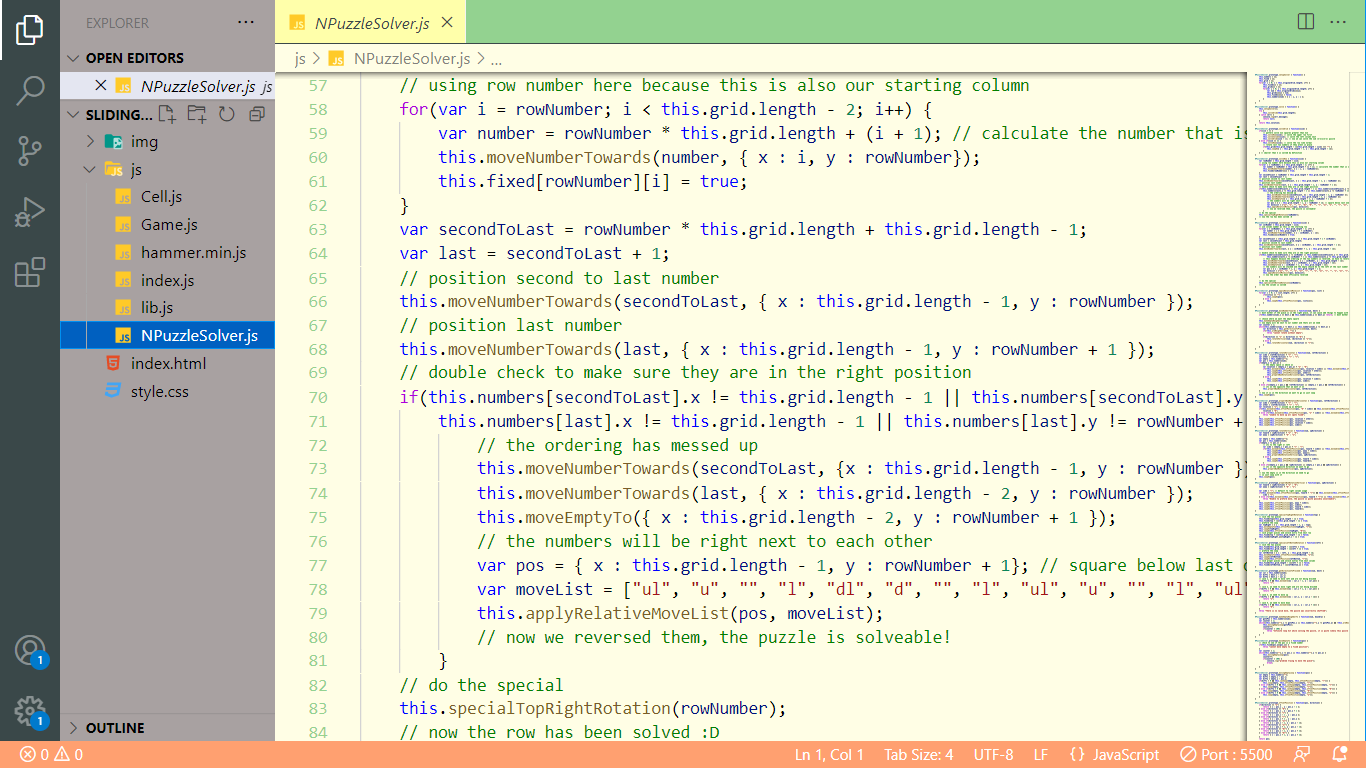 EXPLORER
OPEN EDITORS
NPuzzleSolver.js js
SLIDING...
img
js
Cell.js
Game.js
hammer.min.js
index.js
lib.js
NPuzzleSolver.js
index.html
style.css
OUTLINE
1
1
NPuzzleSolver.js
js > NPuzzleSolver.js > ...
57 // using row number here because this is also our starting column
58 for(var i = rowNumber; i < this.grid.length - 2; i++) {
59 var number = rowNumber * this.grid.length + (i + 1); // calculate the number that is
60 this.moveNumberTowards(number, { x : i, y : rowNumber});
61 this.fixed[rowNumber][i] = true;
62 }
63 var secondToLast = rowNumber * this.grid.length + this.grid.length - 1;
64 var last = secondToLast + 1;
65 // position second to last number
66 this.moveNumberTowards(secondToLast, { x : this.grid.length - 1, y : rowNumber });
67 // position last number
68 this.moveNumberTowards(last, { x : this.grid.length - 1, y : rowNumber + 1 });
69 // double check to make sure they are in the right position
70 if(this.numbers[secondToLast].x != this.grid.length - 1 || this.numbers[secondToLast].y
71 this.numbers[last].x != this.grid.length - 1 || this.numbers[last].y != rowNumber +
72 // the ordering has messed up
73 this.moveNumberTowards(secondToLast, {x : this.grid.length - 1, y : rowNumber }
74 this.moveNumberTowards(last, { x : this.grid.length - 2, y : rowNumber });
75 this.moveEmptyTo({ x : this.grid.length - 2, y : rowNumber + 1 });
76 // the numbers will be right next to each other
77 var pos = { x : this.grid.length - 1, y : rowNumber + 1}; // square below last
78 var moveList = ["ul", "u", "", "l", "dl", "d", "", "l", "ul", "u", "", "l", "ul
79 this.applyRelativeMoveList(pos, moveList);
80 // now we reversed them, the puzzle is solveable!
81 }
82 // do the special
83 this.specialTopRightRotation(rowNumber);
84 // now the row has been solved :D
0 0 Ln 1, Col 1 Tab Size: 4 UTF-8 LF {} JavaScript Port : 5500